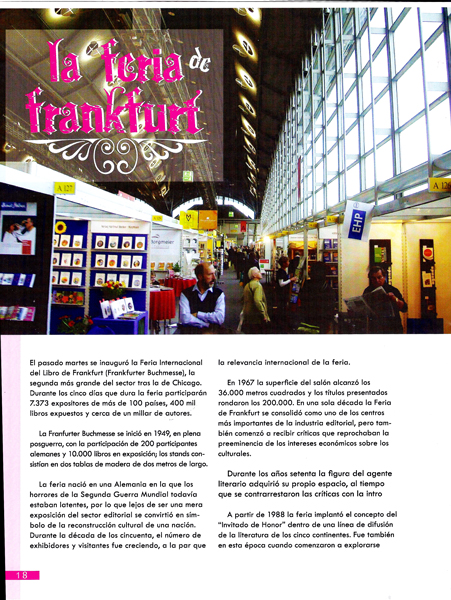 la feria de
frankfurt
A 127
A 129
EHP
El pasado martes se inauguró la Feria Internacional
del Libro de Frankfurt (Frankfurter Buchmesse), la
segunda más grande del sector tras la de Chicago.
Durante los cinco días que dura la feria participarán
7.373 expositores de más de 100 países, 400 mil
libros expuestos y cerca de un millar de autores.
La Franfurter Buchmesse se inició en 1949, en plena
posguerra, con la participación de 200 participantes
alemanes y 10.000 libros en exposición; los stands con-
sistían en dos tablas de madera de dos metros de largo.
La feria nació en una Alemania en la que los
horrores de la Segunda Guerra Mundial todavía
estaban latentes, por lo que lejos de ser una mera
exposición del sector editorial se convirtió en sím-
bolo de la reconstrucción cultural de una nación.
Durante la década de los cincuenta, el número de
exhibidores y visitantes fue creciendo, a la par que
la relevancia internacional de la feria.
En 1967 la superficie del salón alcanzó los
36.000 metros cuadrados y los títulos presentados
rondaron los 200.000. En una sola década la Feria
de Frankfurt se consolidó como uno de los centros
más importantes de la industria editorial, pero tam-
bién comenzó a recibir críticas que reprochaban la
preeminencia de los intereses económicos sobre los
culturales.
Durante los años setenta la figura del agente
literario adquirió su propio espacio, al tiempo
que se contrarrestaron las críticas con la intro
A partir de 1988 la feria implantó el concepto del
"Invitado de Honor" dentro de una línea de difusión
de la literatura de los cinco continentes. Fue también
en esta época cuando comenzaron a explorarse
18